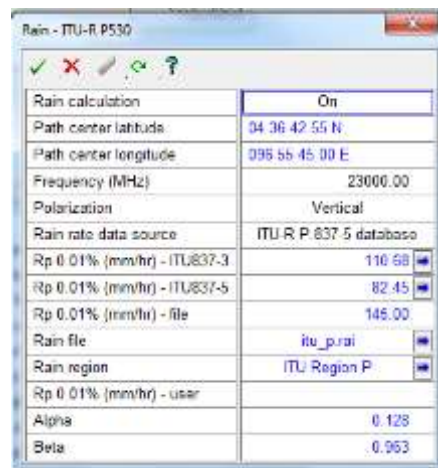 Rain - ITU-R P530
Rain calculation On
Path center latitude 04 36 42.55 N
Path center longitude 096 55 45.00 E
Frequency (MHz) 23000.00
Polarization Vertical
Rain rate data source ITU-R P.837-5 database
Rp 0.01% (mm/hr) - ITU837-3 110.68
Rp 0.01% (mm/hr) - ITU837-5 82.45
Rp 0.01% (mm/hr) - file 145.00
Rain file itu_p.rai
Rain region ITU Region P
Rp 0.01% (mm/hr) - user
Alpha 0.128
Beta 0.963